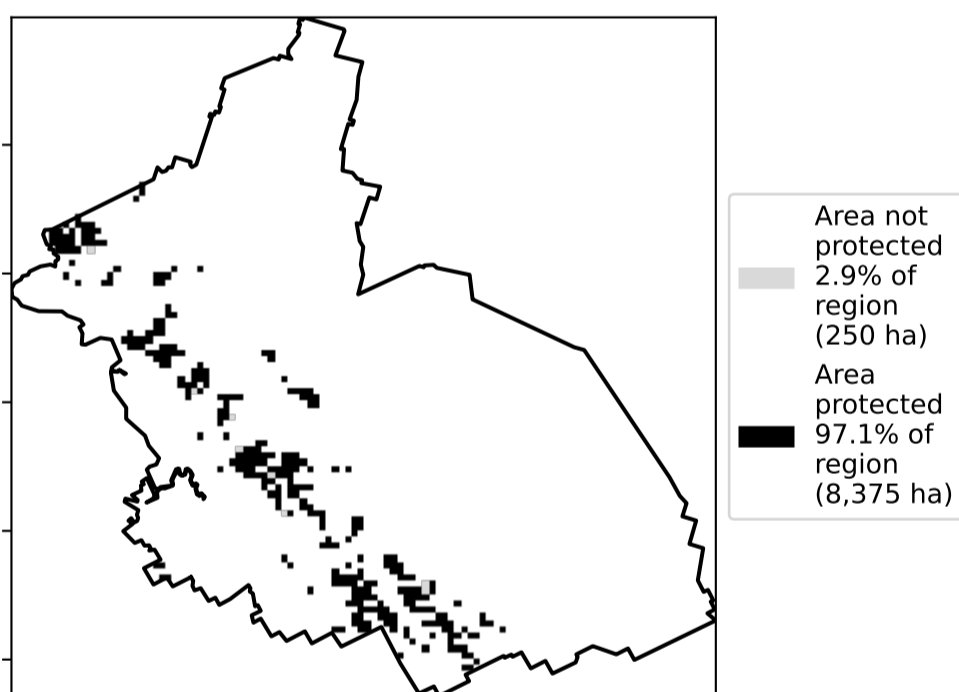 Area not
protected
2.9% of
region
(250 ha)
Area
protected
97.1% of
region
(8,375 ha)